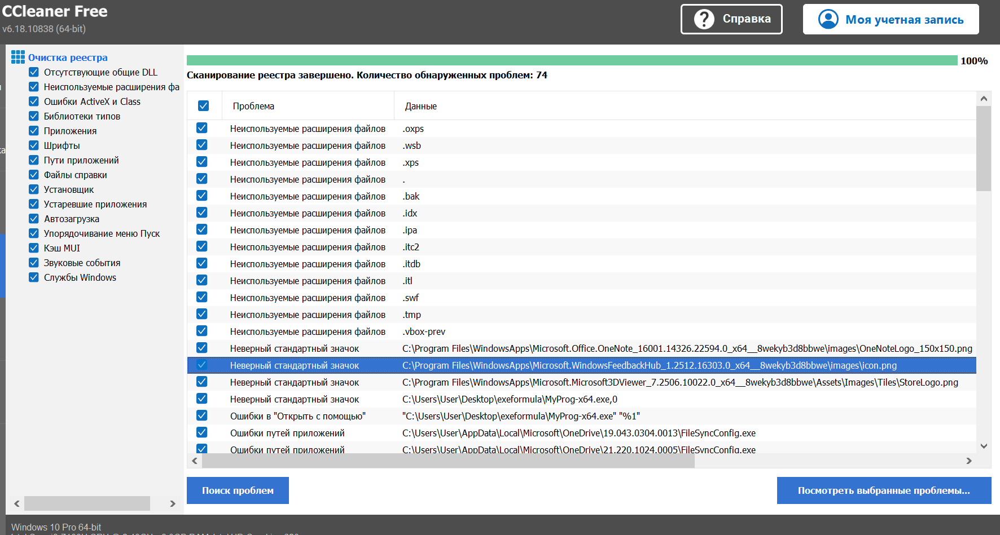 CCleaner Free
v6.18.10838 (64-bit)
Справка
Моя учетная запись
Очистка реестра
Отсутствующие общие DLL
Неиспользуемые расширения фа
Ошибки ActiveX и Class
Библиотеки типов
Приложения
Шрифты
Пути приложений
Файлы справки
Установщик
Устаревшие приложения
Автозагрузка
Упорядочивание меню Пуск
Кэш MUI
Звуковые события
Службы Windows
100%
Сканирование реестра завершено. Количество обнаруженных проблем: 74
Проблема Данные
Неиспользуемые расширения файлов .oxps
Неиспользуемые расширения файлов .wsb
Неиспользуемые расширения файлов .xps
Неиспользуемые расширения файлов .
Неиспользуемые расширения файлов .bak
Неиспользуемые расширения файлов .idx
Неиспользуемые расширения файлов .ipa
Неиспользуемые расширения файлов .itc2
Неиспользуемые расширения файлов .itdb
Неиспользуемые расширения файлов .itl
Неиспользуемые расширения файлов .swf
Неиспользуемые расширения файлов .tmp
Неиспользуемые расширения файлов .vbox-prev
Неверный стандартный значок C:\Program Files\WindowsApps\Microsoft.Office.OneNote_16001.14326.22594.0_x64__8wekyb3d8bbwe\images\OneNoteLogo_150x150.png
Неверный стандартный значок C:\Program Files\WindowsApps\Microsoft.WindowsFeedbackHub_1.2512.16303.0_x64__8wekyb3d8bbwe\images\icon.png
Неверный стандартный значок C:\Program Files\WindowsApps\Microsoft.Microsoft3DViewer_7.2506.10022.0_x64__8wekyb3d8bbwe\Assets\Images\Tiles\StoreLogo.png
Неверный стандартный значок C:\Users\User\Desktop\exeformula\MyProg-x64.exe,0
Ошибки в "Открыть с помощью" "C:\Users\User\Desktop\exeformula\MyProg-x64.exe" "%1"
Ошибки путей приложений C:\Users\User\AppData\Local\Microsoft\OneDrive\19.043.0304.0013\FileSyncConfig.exe
Ошибки путей приложений C:\Users\User\AppData\Local\Microsoft\OneDrive\21.220.1024.0005\FileSyncConfig.exe
Поиск проблем
Посмотреть выбранные проблемы...
Windows 10 Pro 64-bit